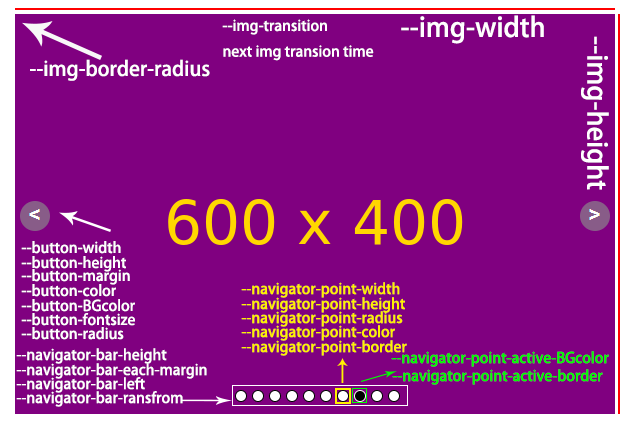 --img-transition
--img-width
next img transion time
--img-border-radius
--img-height
<
600 x 400
>
--button-width
--button-height
--button-margin
--button-color
--button-BGcolor
--button-fontsize
--button-radius
--navigator-point-width
--navigator-point-height
--navigator-point-radius
--navigator-point-color
--navigator-point-border
--navigator-bar-height
--navigator-bar-each-margin
--navigator-bar-left
--navigator-bar-ransfrom
--navigator-point-active-BGcolor
--navigator-point-active-border